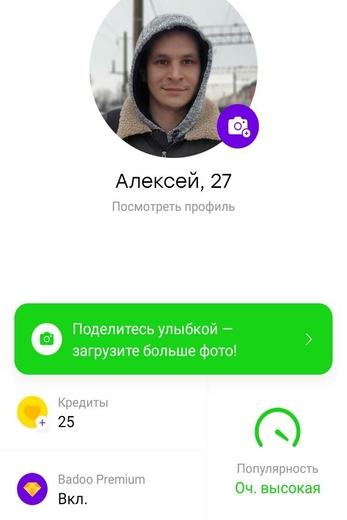 Алексей, 27
Посмотреть профиль
Поделитесь улыбкой —
загрузите больше фото!
Кредиты
25
Badoo Premium
Вкл.
Популярность
Оч. высокая